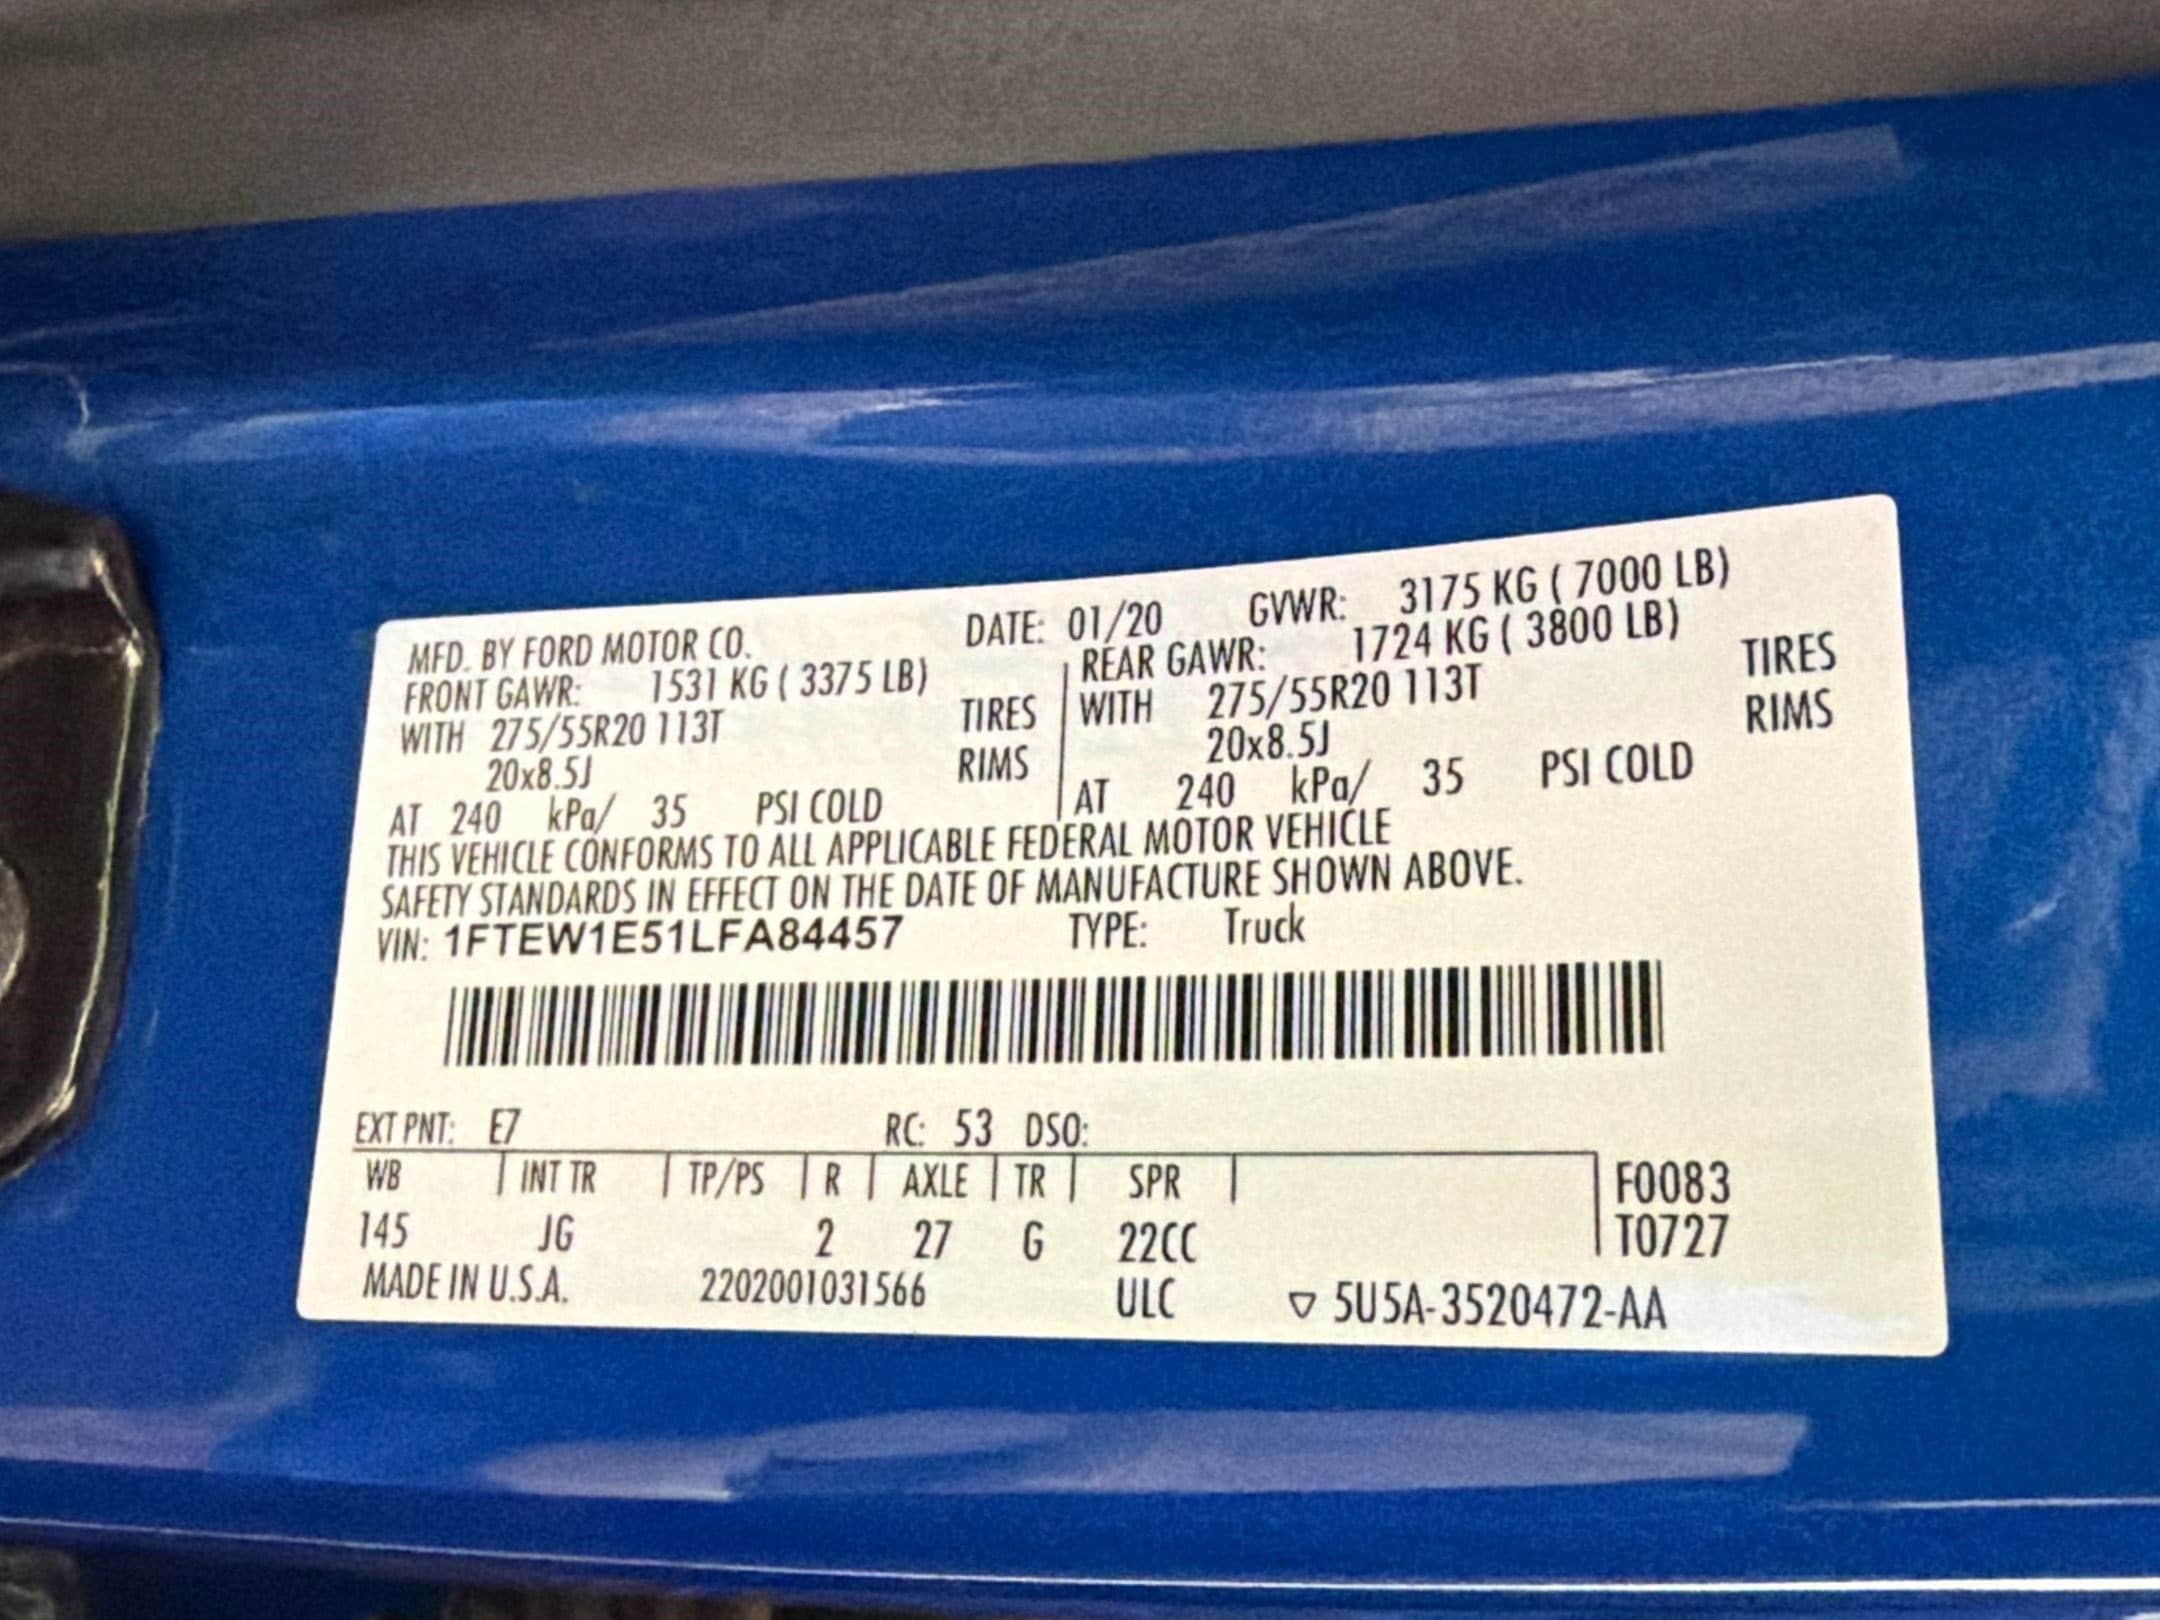 MFD. BY FORD MOTOR CO. DATE: 01/20 GVWR: 3175 KG ( 7000 LB)
FRONT GAWR: 1531 KG ( 3375 LB) REAR GAWR: 1724 KG ( 3800 LB)
WITH 275/55R20 113T TIRES WITH 275/55R20 113T TIRES
20x8.5J RIMS 20x8.5J RIMS
AT 240 kPa/ 35 PSI COLD AT 240 kPa/ 35 PSI COLD
THIS VEHICLE CONFORMS TO ALL APPLICABLE FEDERAL MOTOR VEHICLE
SAFETY STANDARDS IN EFFECT ON THE DATE OF MANUFACTURE SHOWN ABOVE.
VIN: 1FTEW1E51LFA84457 TYPE: Truck
EXT PNT: E7 RC: 53 DSO:
WB INT TR TP/PS R AXLE TR SPR F0083
145 JG 2 27 G 22CC T0727
MADE IN U.S.A. 2202001031566 ULC ▽ 5U5A-3520472-AA